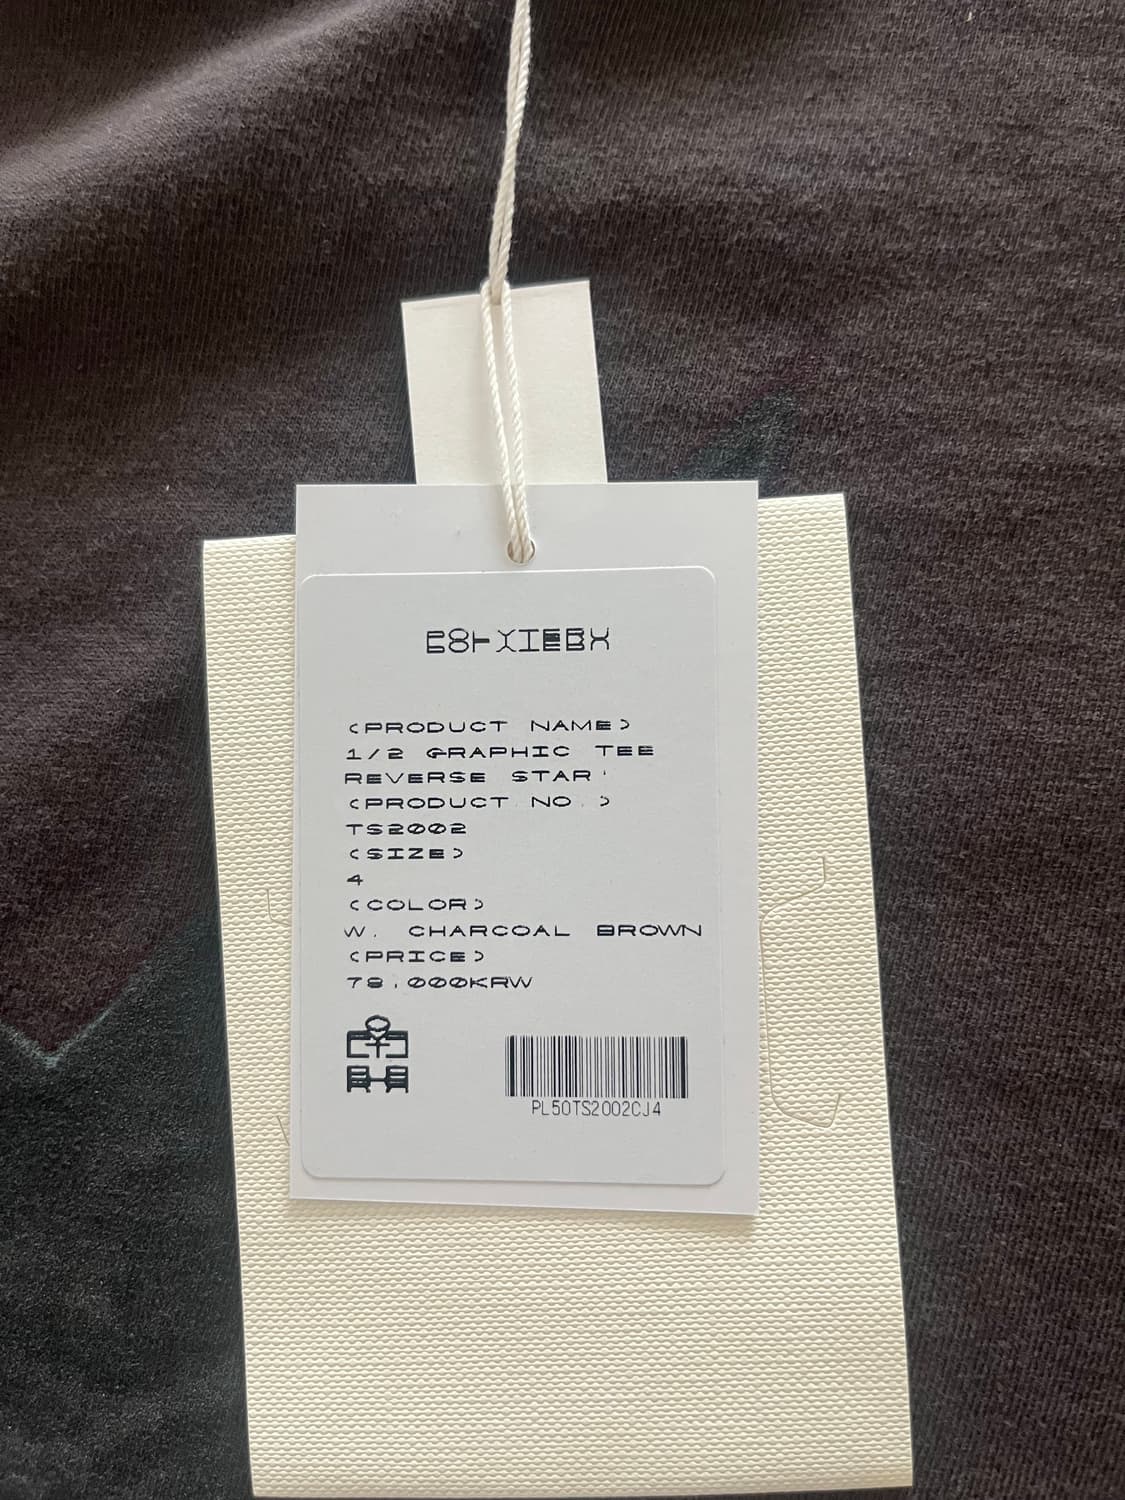 <PRODUCT NAME>
1/2 GRAPHIC TEE
REVERSE STAR'
<PRODUCT NO.>
TS2002
<SIZE>
4
<COLOR>
W. CHARCOAL BROWN
<PRICE>
78,000KRW
PL50TS2002CJ4